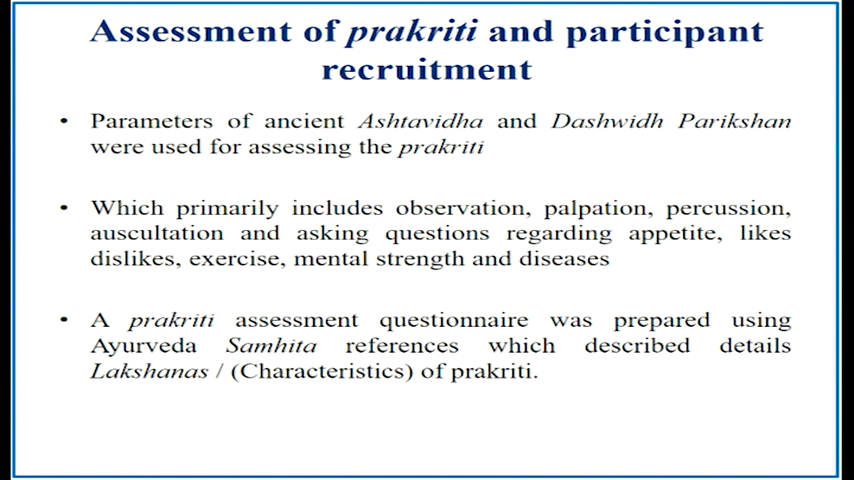 Assessment of prakriti and participant
recruitment
• Parameters of ancient Ashtavidha and Dashwidh Parikshan
were used for assessing the prakriti
• Which primarily includes observation, palpation, percussion,
auscultation and asking questions regarding appetite, likes
dislikes, exercise, mental strength and diseases
• A prakriti assessment questionnaire was prepared using
Ayurveda Samhita references which described details
Lakshanas / (Characteristics) of prakriti.